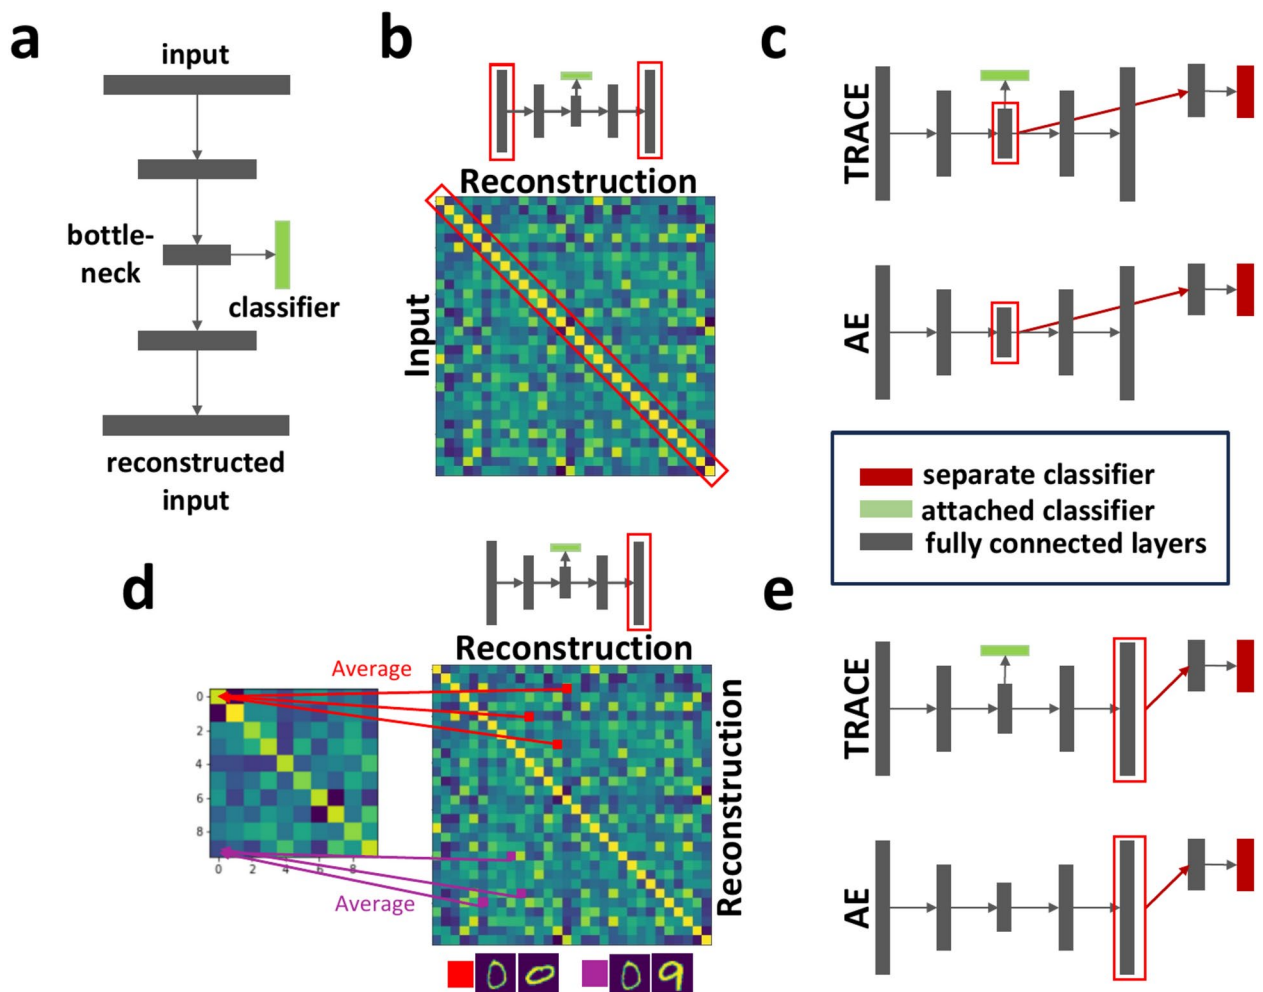 a
input
bottle-
neck
classifier
reconstructed
input
b
Reconstruction
Input
c
TRACE
AE
separate classifier
attached classifier
fully connected layers
d
Reconstruction
Reconstruction
Average
Average
0
2
4
6
8
0
2
4
6
8
0
0
0
9
e
TRACE
AE